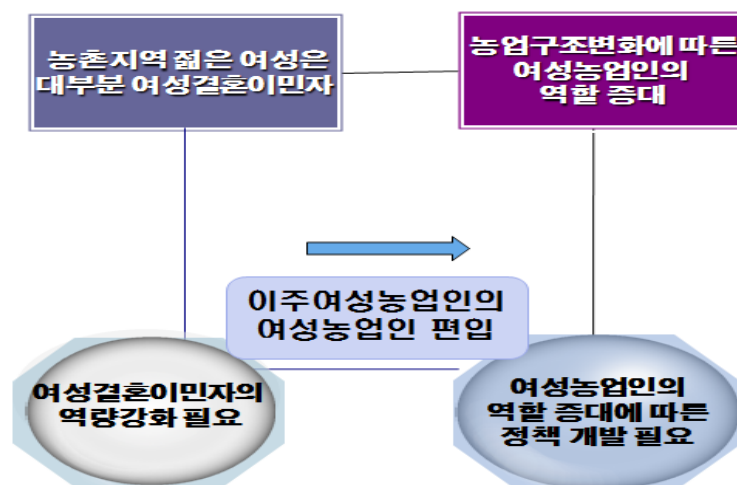 농촌지역 젊은 여성은
대부분 여성결혼이민자
농업구조변화에 따른
여성농업인의
역할 증대
이주여성농업인의
여성농업인 편입
여성결혼이민자의
역량강화 필요
여성농업인의
역할 증대에 따른
정책 개발 필요